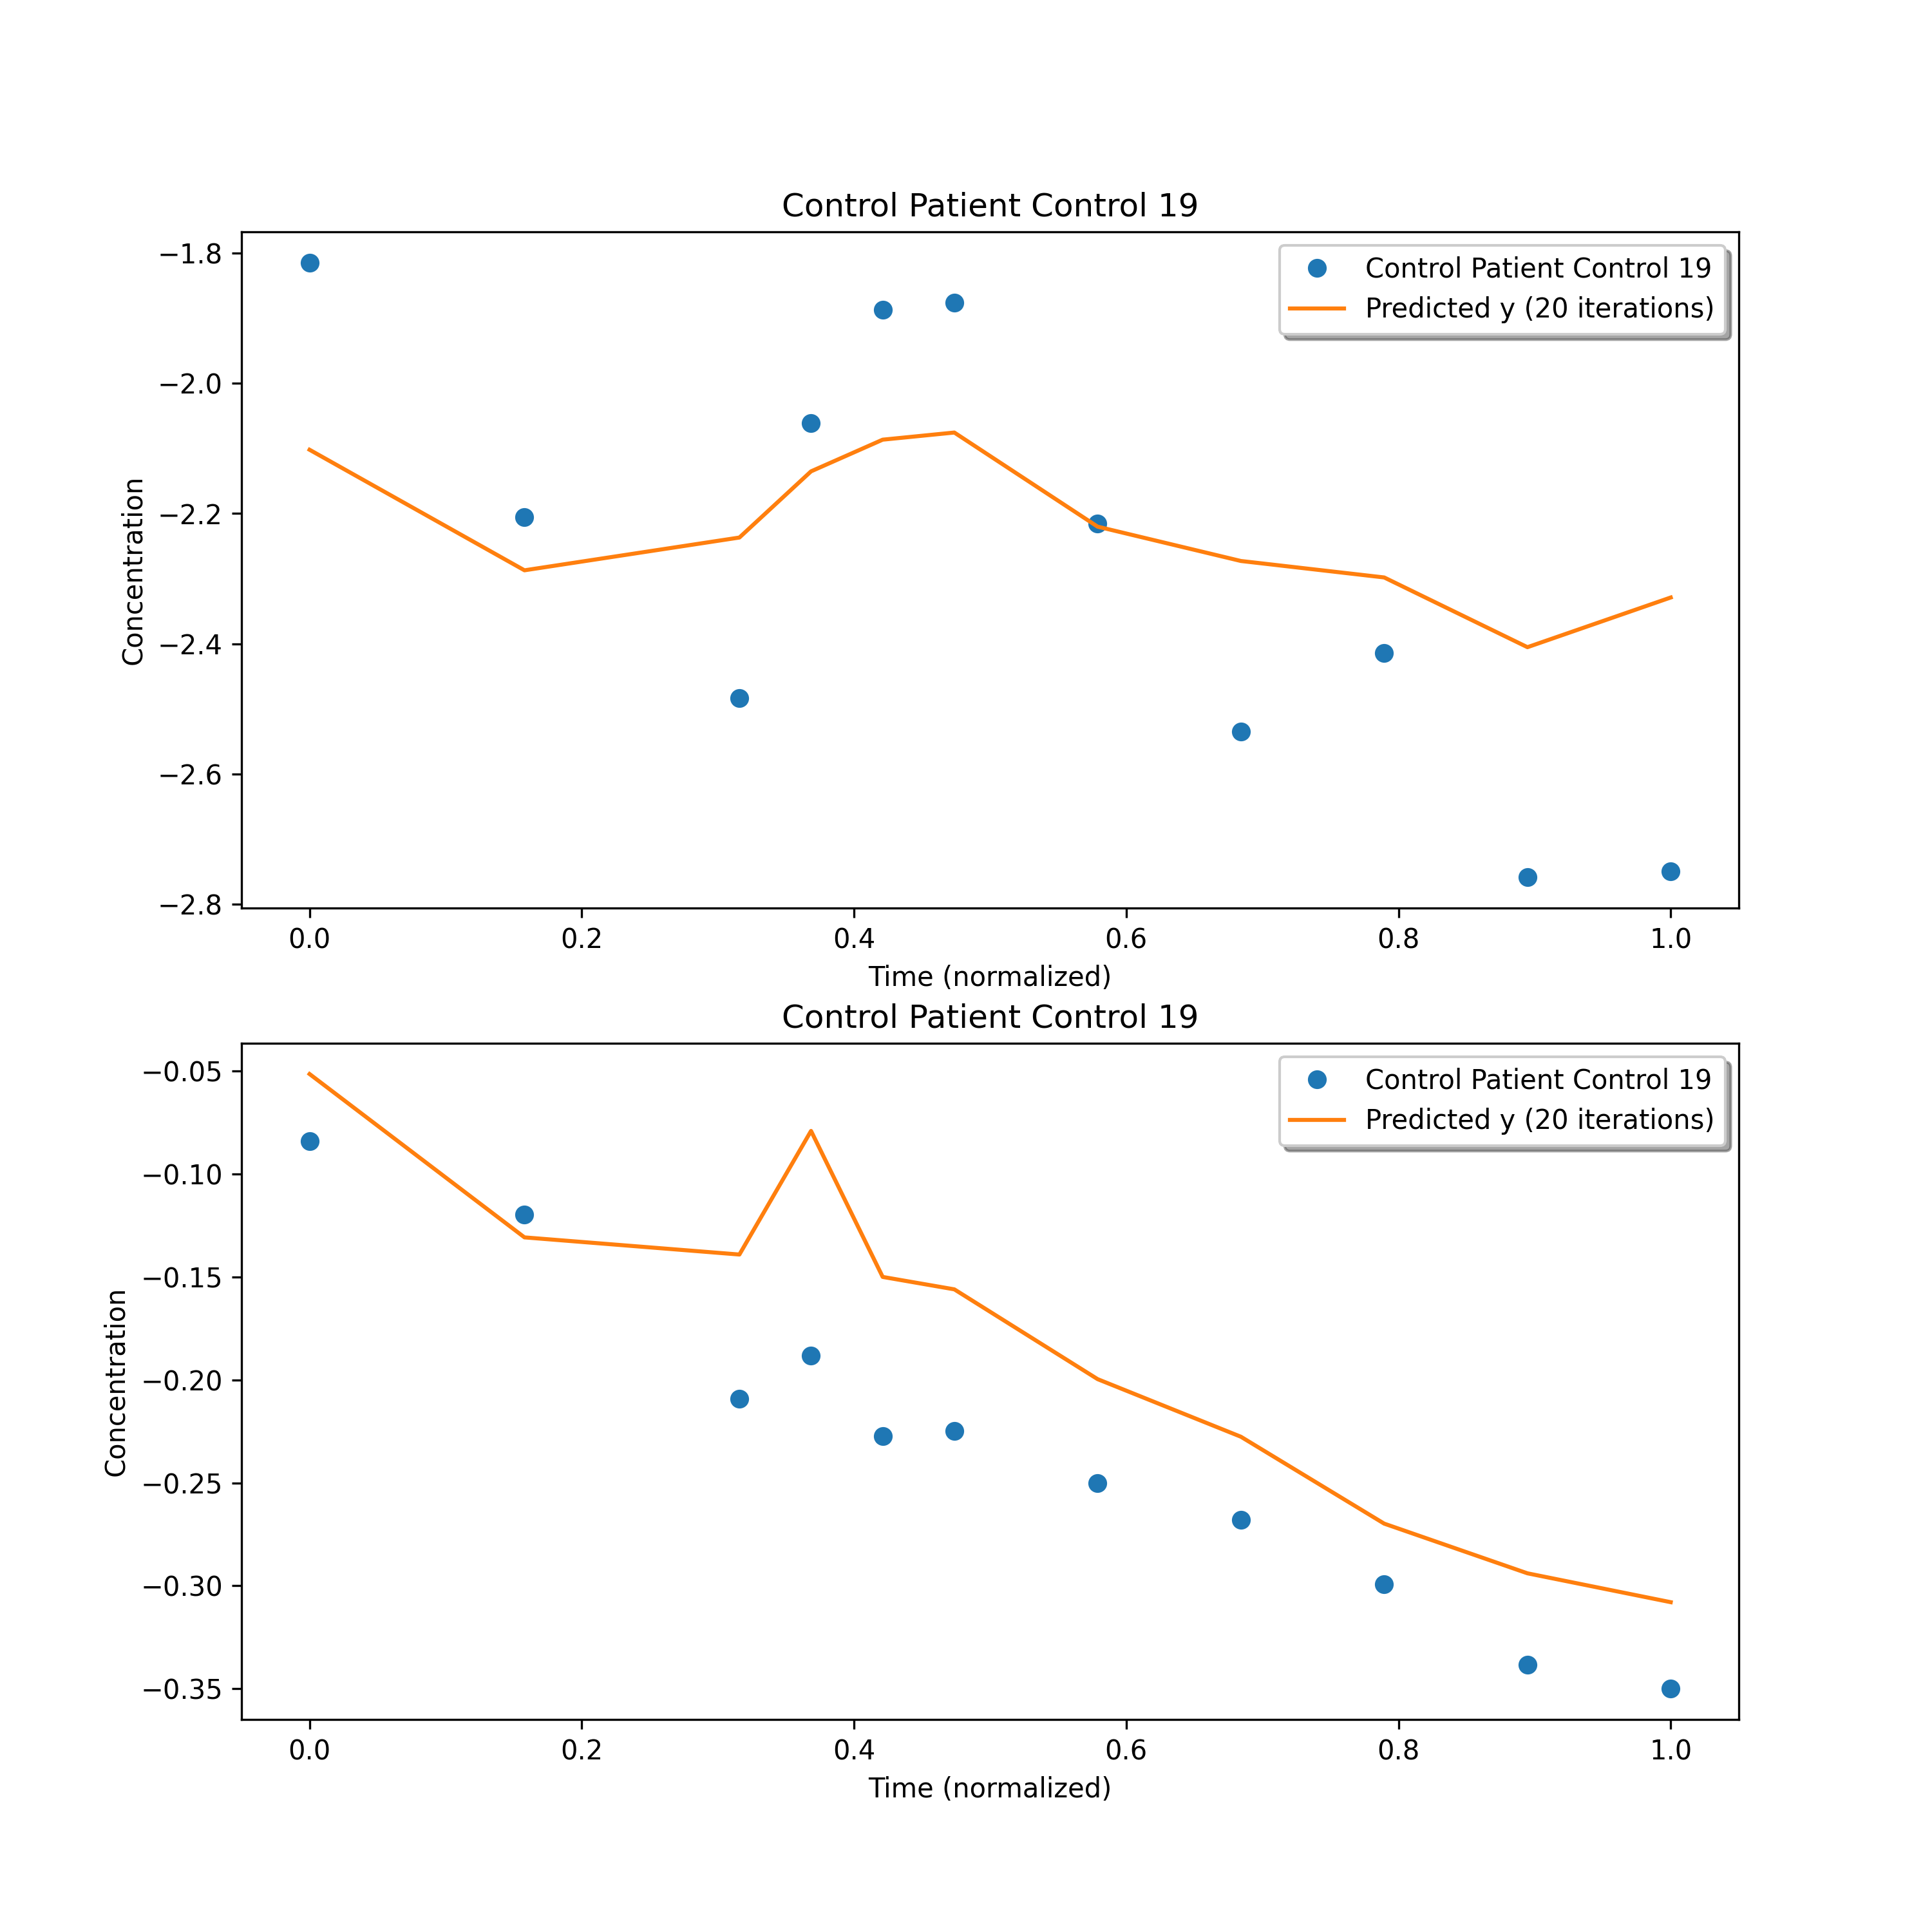 Control Patient Control 19
−1.8
−2.0
−2.2
−2.4
−2.6
−2.8
Concentration
Control Patient Control 19
Predicted y (20 iterations)
0.0 0.2 0.4 0.6 0.8 1.0
Time (normalized)
Control Patient Control 19
−0.05
−0.10
−0.15
−0.20
−0.25
−0.30
−0.35
Concentration
Control Patient Control 19
Predicted y (20 iterations)
0.0 0.2 0.4 0.6 0.8 1.0
Time (normalized)